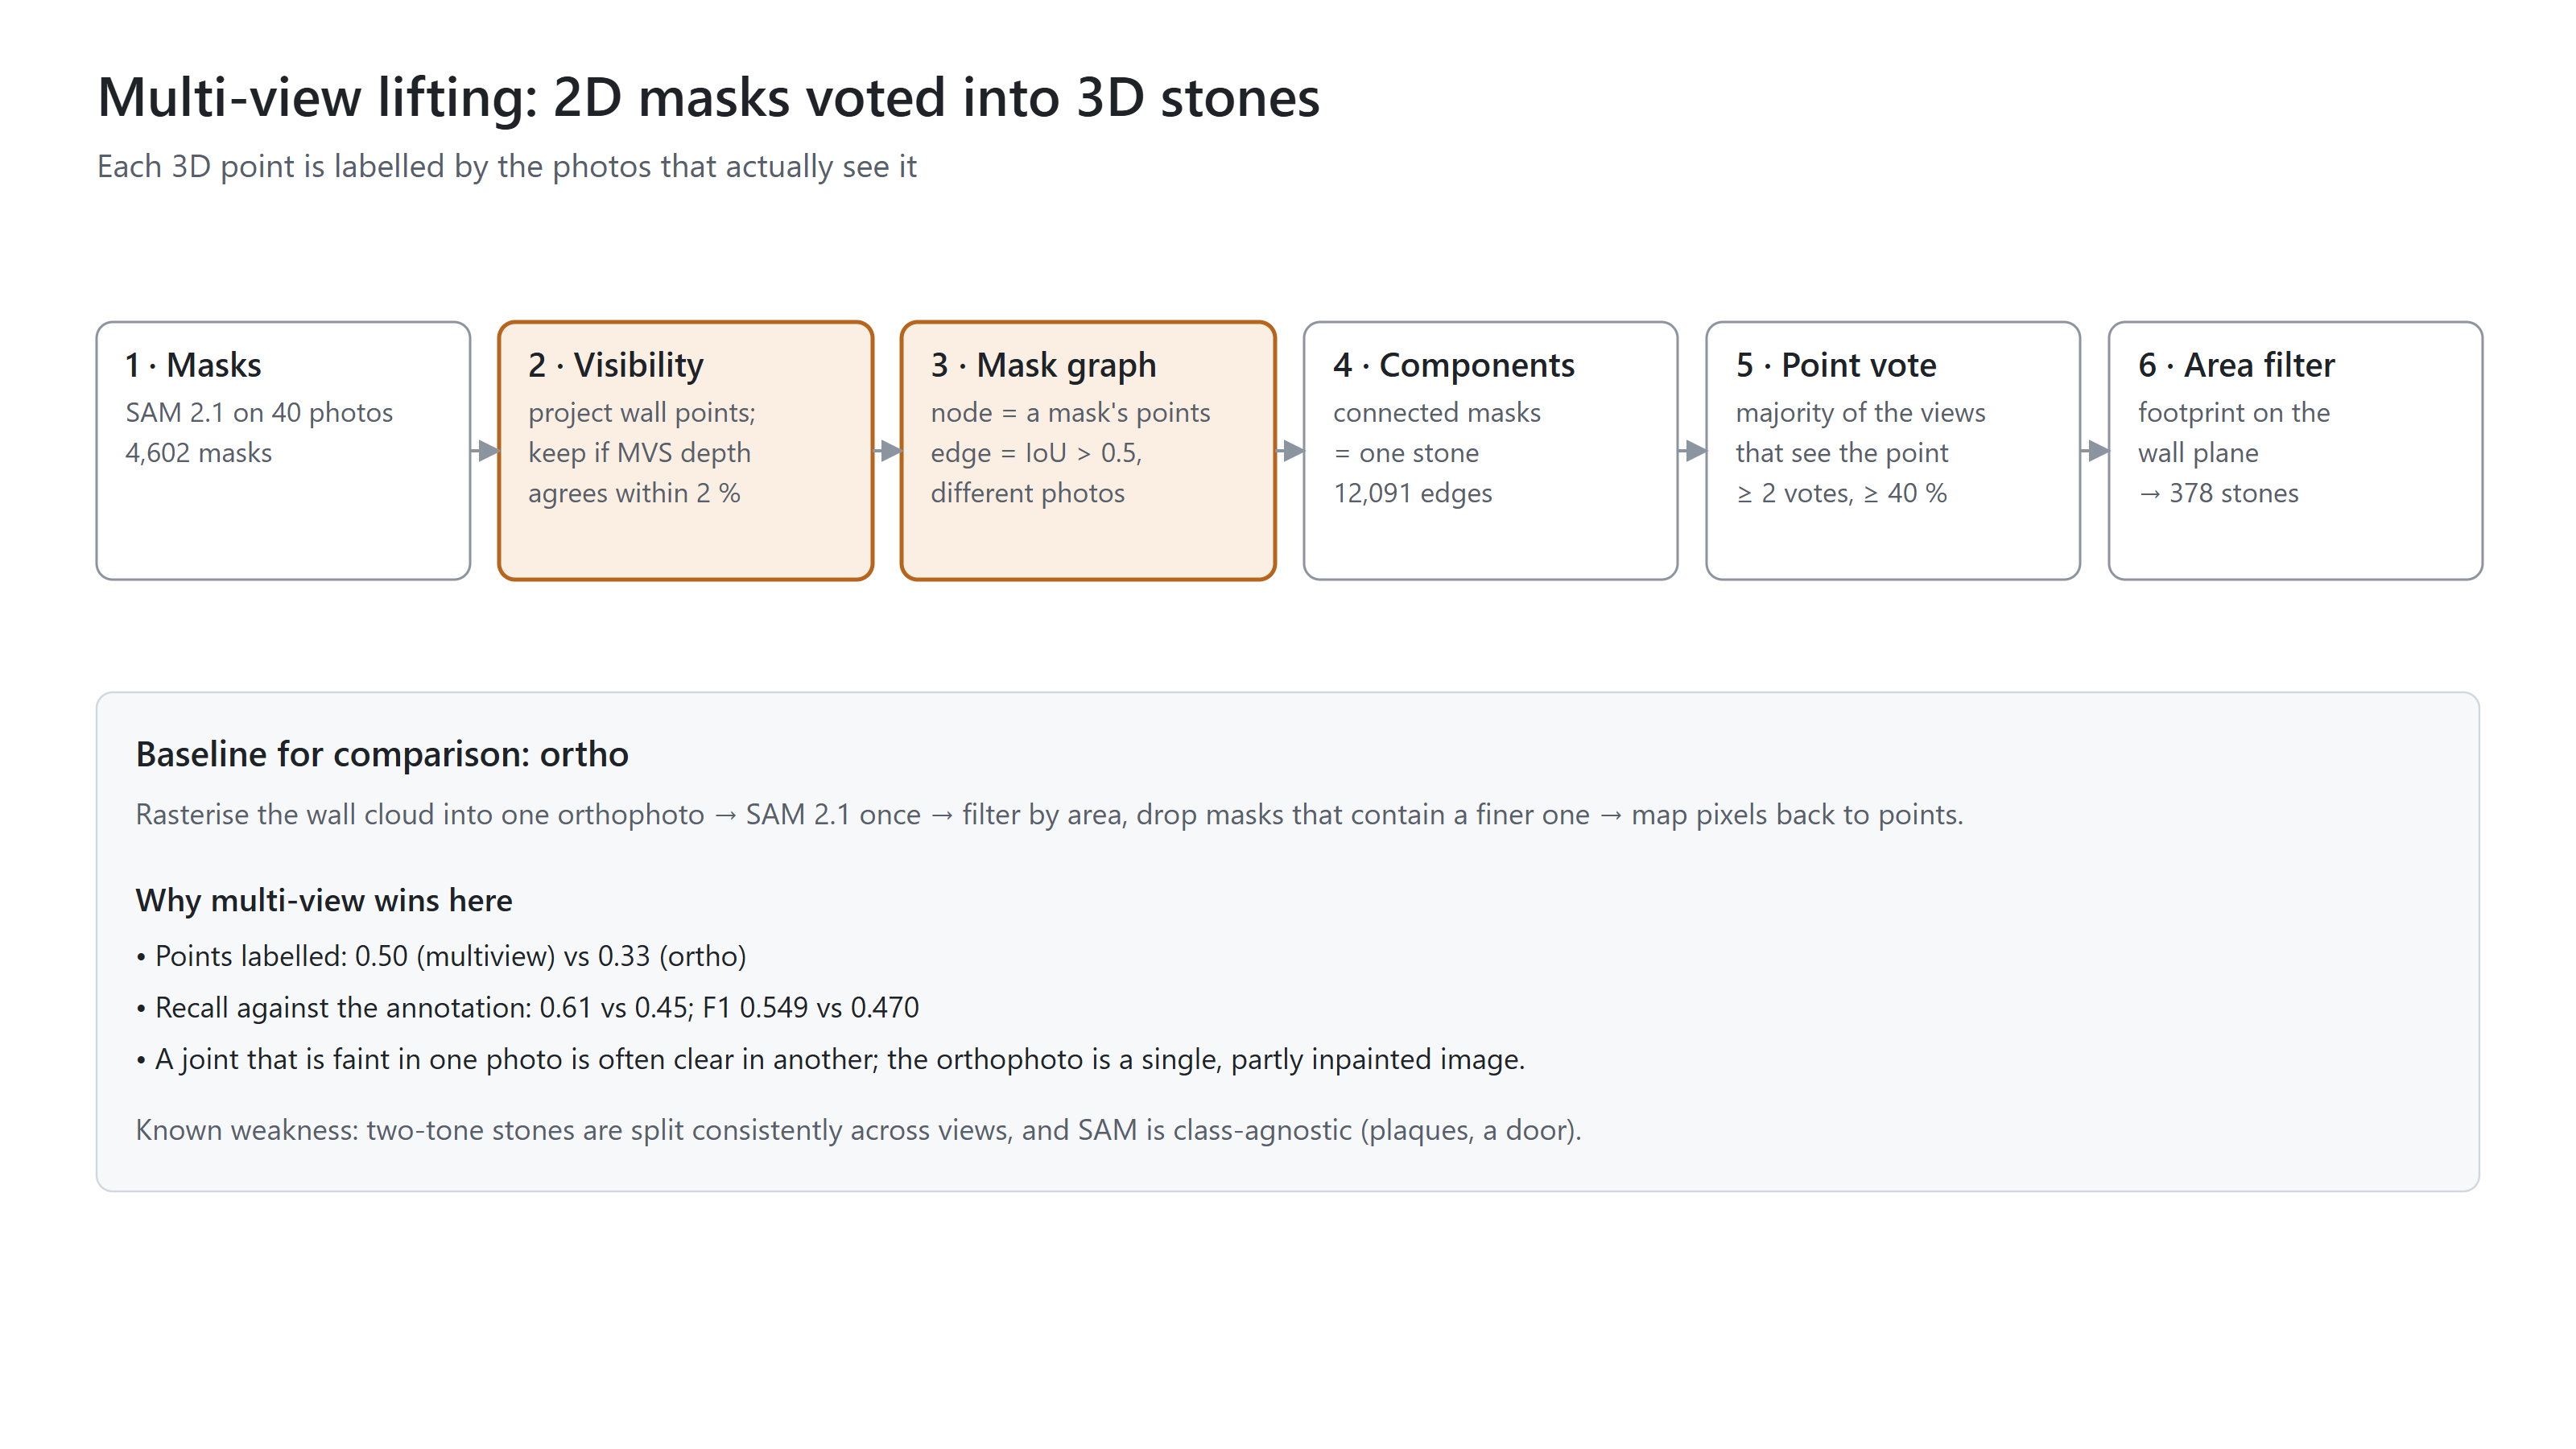 Multi-view lifting: 2D masks voted into 3D stones
Each 3D point is labelled by the photos that actually see it
1 · Masks
SAM 2.1 on 40 photos
4,602 masks
2 · Visibility
project wall points;
keep if MVS depth
agrees within 2 %
3 · Mask graph
node = a mask's points
edge = IoU > 0.5,
different photos
4 · Components
connected masks
= one stone
12,091 edges
5 · Point vote
majority of the views
that see the point
≥ 2 votes, ≥ 40 %
6 · Area filter
footprint on the
wall plane
→ 378 stones
Baseline for comparison: ortho
Rasterise the wall cloud into one orthophoto → SAM 2.1 once → filter by area, drop masks that contain a finer one → map pixels back to points.
Why multi-view wins here
• Points labelled: 0.50 (multiview) vs 0.33 (ortho)
• Recall against the annotation: 0.61 vs 0.45; F1 0.549 vs 0.470
• A joint that is faint in one photo is often clear in another; the orthophoto is a single, partly inpainted image.
Known weakness: two-tone stones are split consistently across views, and SAM is class-agnostic (plaques, a door).